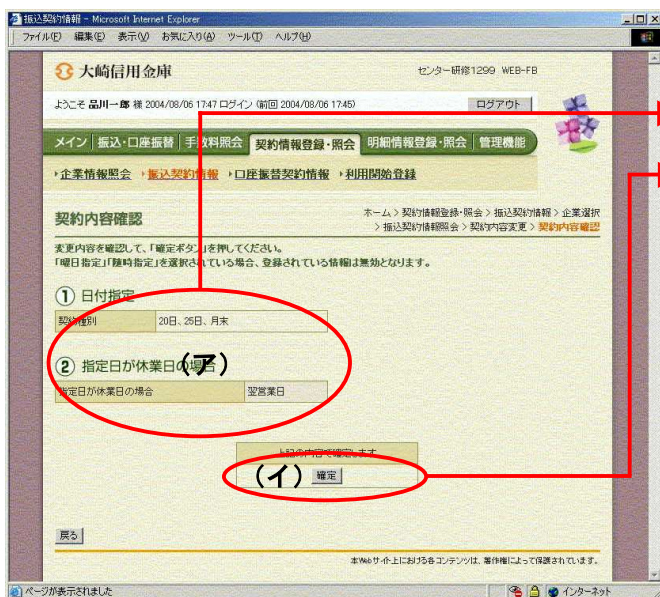 振込契約情報 - Microsoft Internet Explorer
ファイル(F) 編集(E) 表示(V) お気に入り(A) ツール(T) ヘルプ(H)
大崎信用金庫
センター研修1299 WEB-FB
ようこそ 品川一郎 様 2004/08/06 17:47 ログイン (前回 2004/08/06 17:45)
ログアウト
メイン 振込・口座振替 手数料照会 契約情報登録・照会 明細情報登録・照会 管理機能
企業情報照会 振込契約情報 口座振替契約情報 利用開始登録
契約内容確認
ホーム > 契約情報登録・照会 > 振込契約情報 > 企業選択
> 振込契約情報照会 > 契約内容変更 > 契約内容確認
変更内容を確認して、「確定ボタン」を押してください。
「曜日指定」「随時指定」を選択されている場合、登録されている情報は無効となります。
① 日付指定
契約種別 20日、25日、月末
② 指定日が休業日の場合
(ア)
指定日が休業日の場合 翌営業日
上記の内容で確定します
(イ) 確定
戻る
本Webサイト上における各コンテンツは、著作権によって保護されています。
ページが表示されました
インターネット